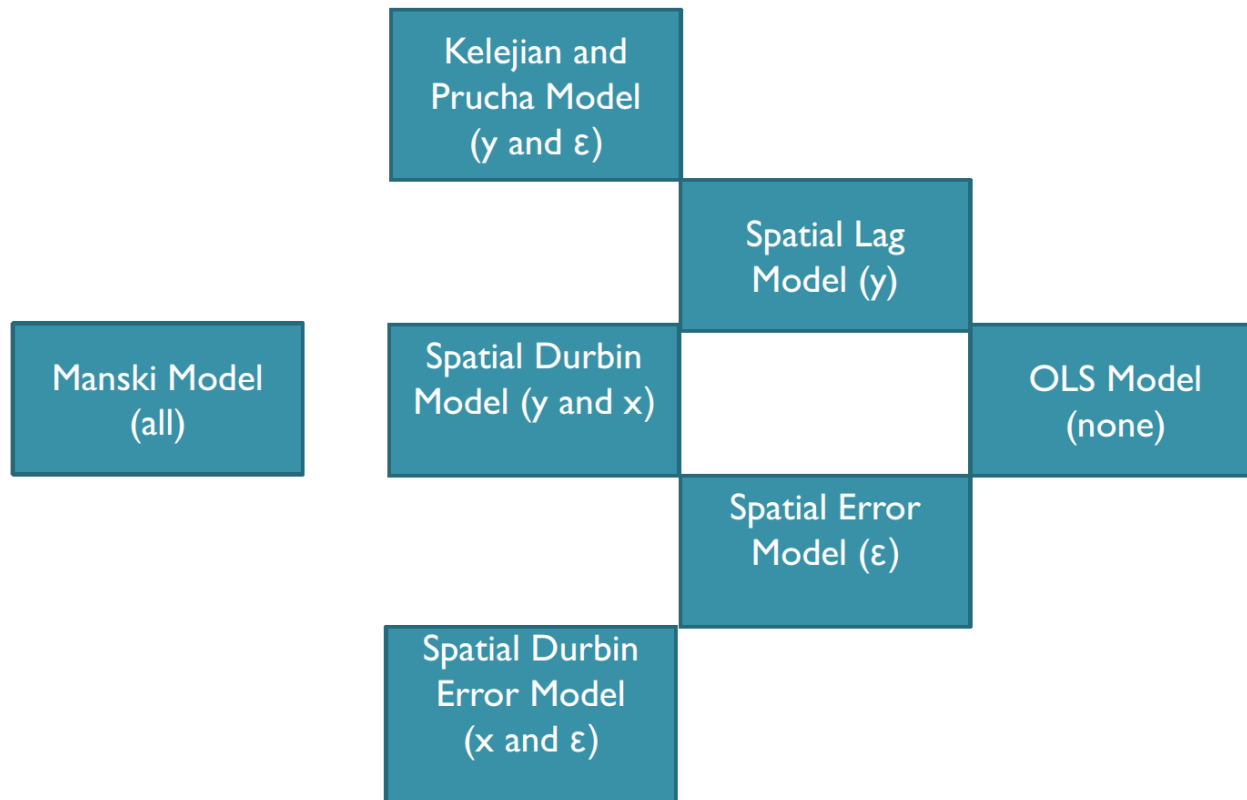 Kelejian and
Prucha Model
(y and ε)
Spatial Lag
Model (y)
Manski Model
(all)
Spatial Durbin
Model (y and x)
OLS Model
(none)
Spatial Error
Model (ε)
Spatial Durbin
Error Model
(x and ε)